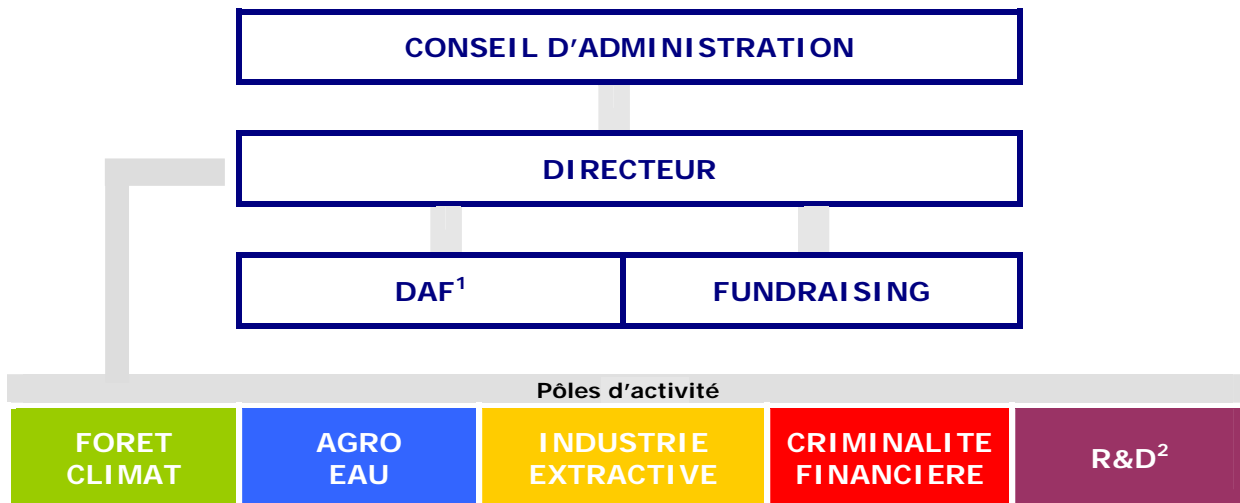 CONSEIL D'ADMINISTRATION
DIRECTEUR
DAF¹
FUNDRAISING
Pôles d'activité
FORET
CLIMAT
AGRO
EAU
INDUSTRIE
EXTRACTIVE
CRIMINALITE
FINANCIERE
R&D²